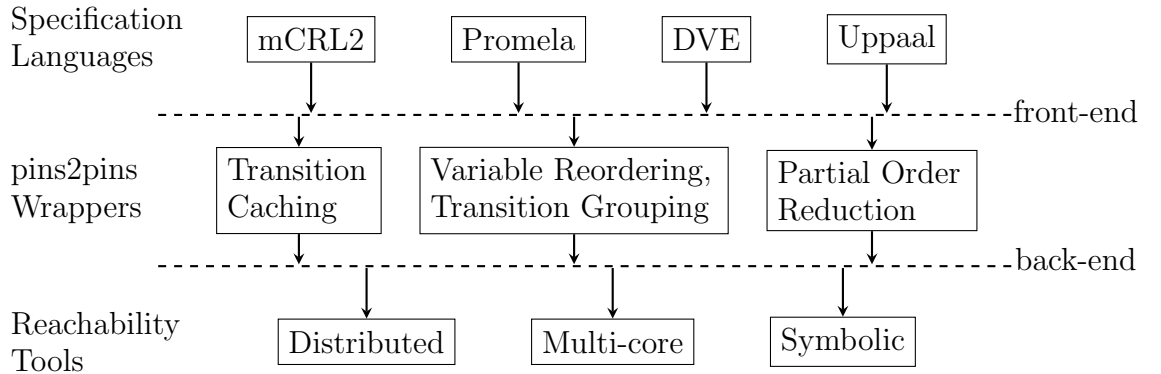 Specification
Languages
mCRL2
Promela
DVE
Uppaal
front-end
pins2pins
Wrappers
Transition
Caching
Variable Reordering,
Transition Grouping
Partial Order
Reduction
back-end
Reachability
Tools
Distributed
Multi-core
Symbolic